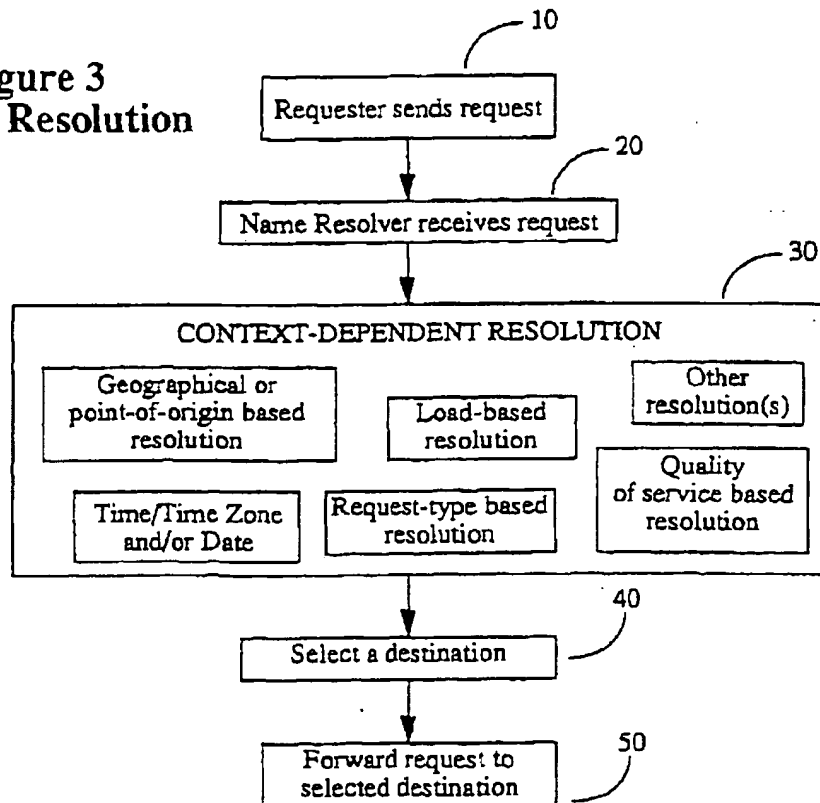 gure 3
Resolution
10
Requester sends request
20
Name Resolver receives request
30
CONTEXT-DEPENDENT RESOLUTION
Geographical or
point-of-origin based
resolution
Load-based
resolution
Other
resolution(s)
Time/Time Zone
and/or Date
Request-type based
resolution
Quality
of service based
resolution
40
Select a destination
50
Forward request to
selected destination